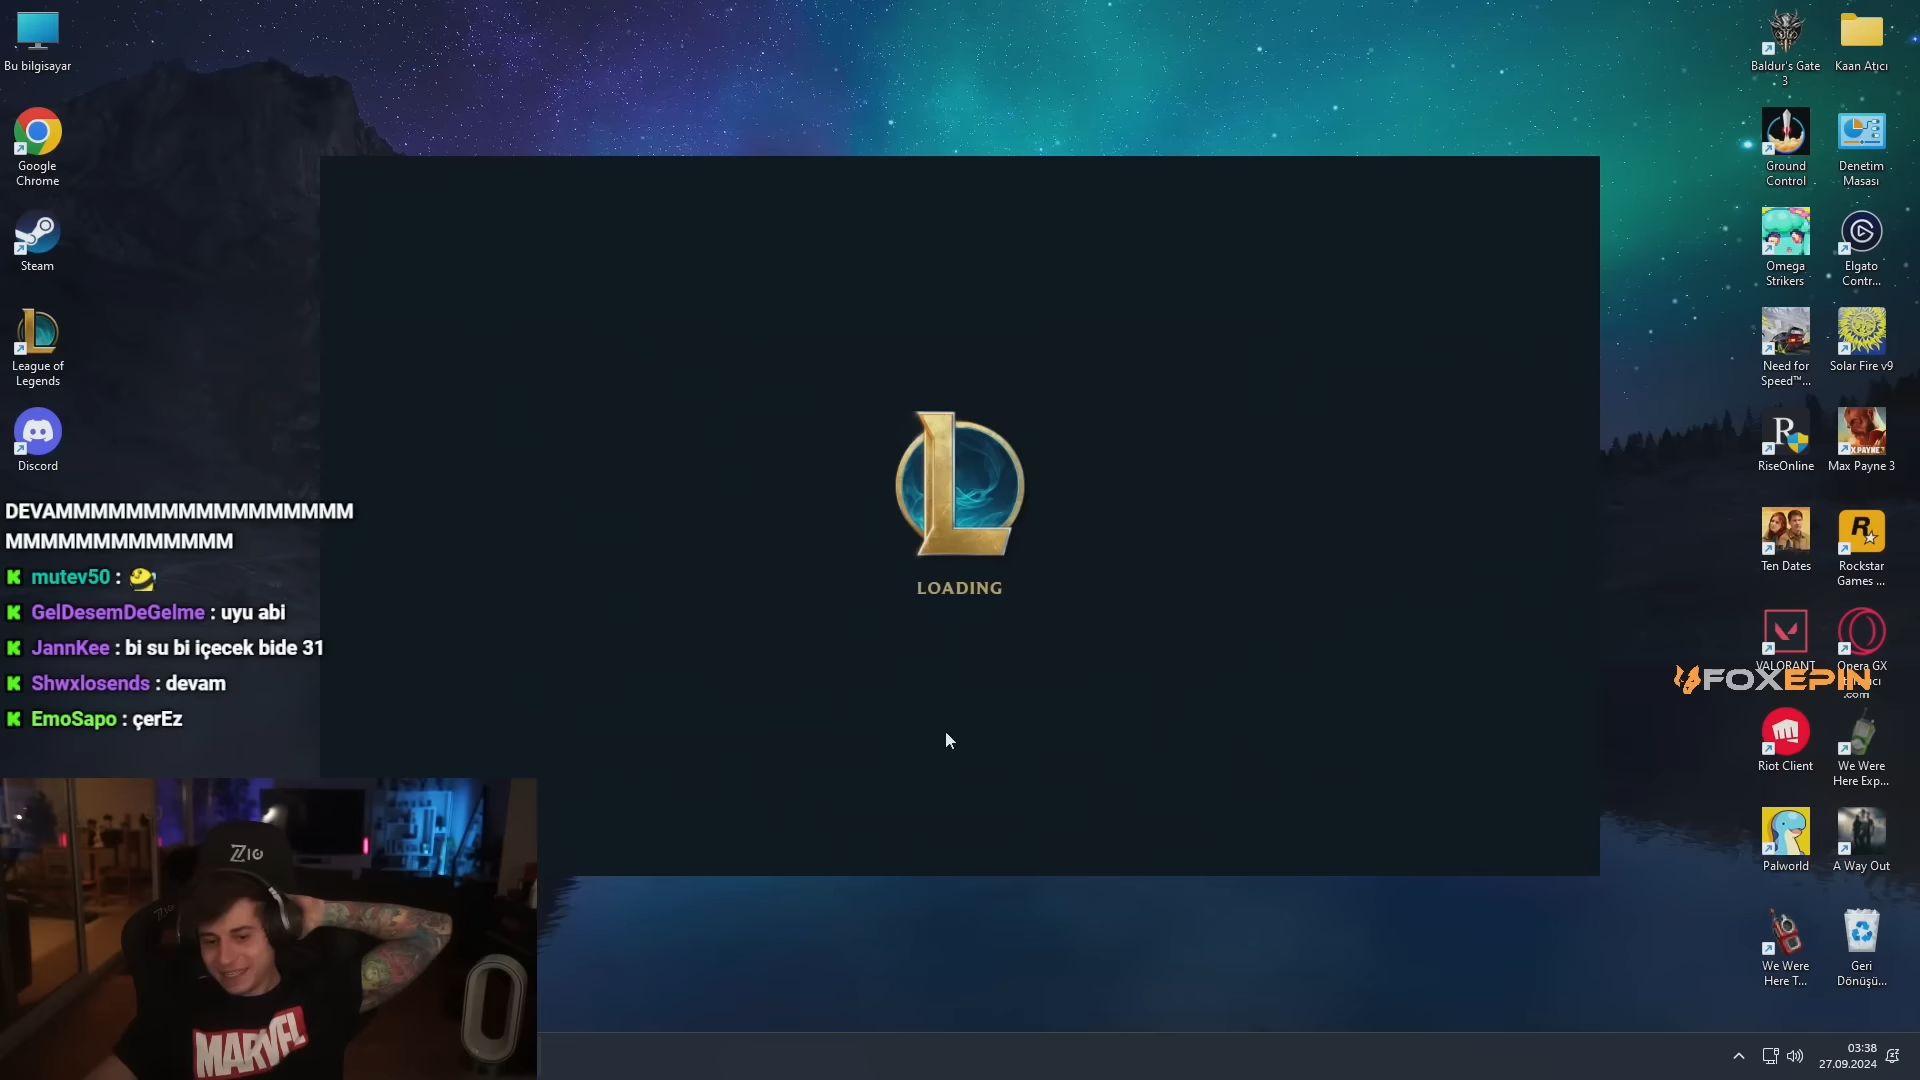 Bu bilgisayar
Google
Chrome
Steam
League of
Legends
Discord
Baldur's Gate
3
Kaan Atıcı
Ground
Control
Denetim
Masası
Omega
Strikers
Elgato
Contr...
Need for
Speed™...
Solar Fire v9
RiseOnline
Max Payne 3
Ten Dates
Rockstar
Games ...
VALORANT
Opera GX
FOXEPIN
.com
Riot Client
We Were
Here Exp...
Palworld
A Way Out
We Were
Here T...
Geri
Dönüşü...
LOADING
DEVAMMMMMMMMMMMMMMMMM
MMMMMMMMMMMMM
mutev50 :
GelDesemDeGelme : uyu abi
JannKee : bi su bi içecek bide 31
Shwxlosends : devam
EmoSapo : çerEz
ZIO
MARVEL
03:38
27.09.2024